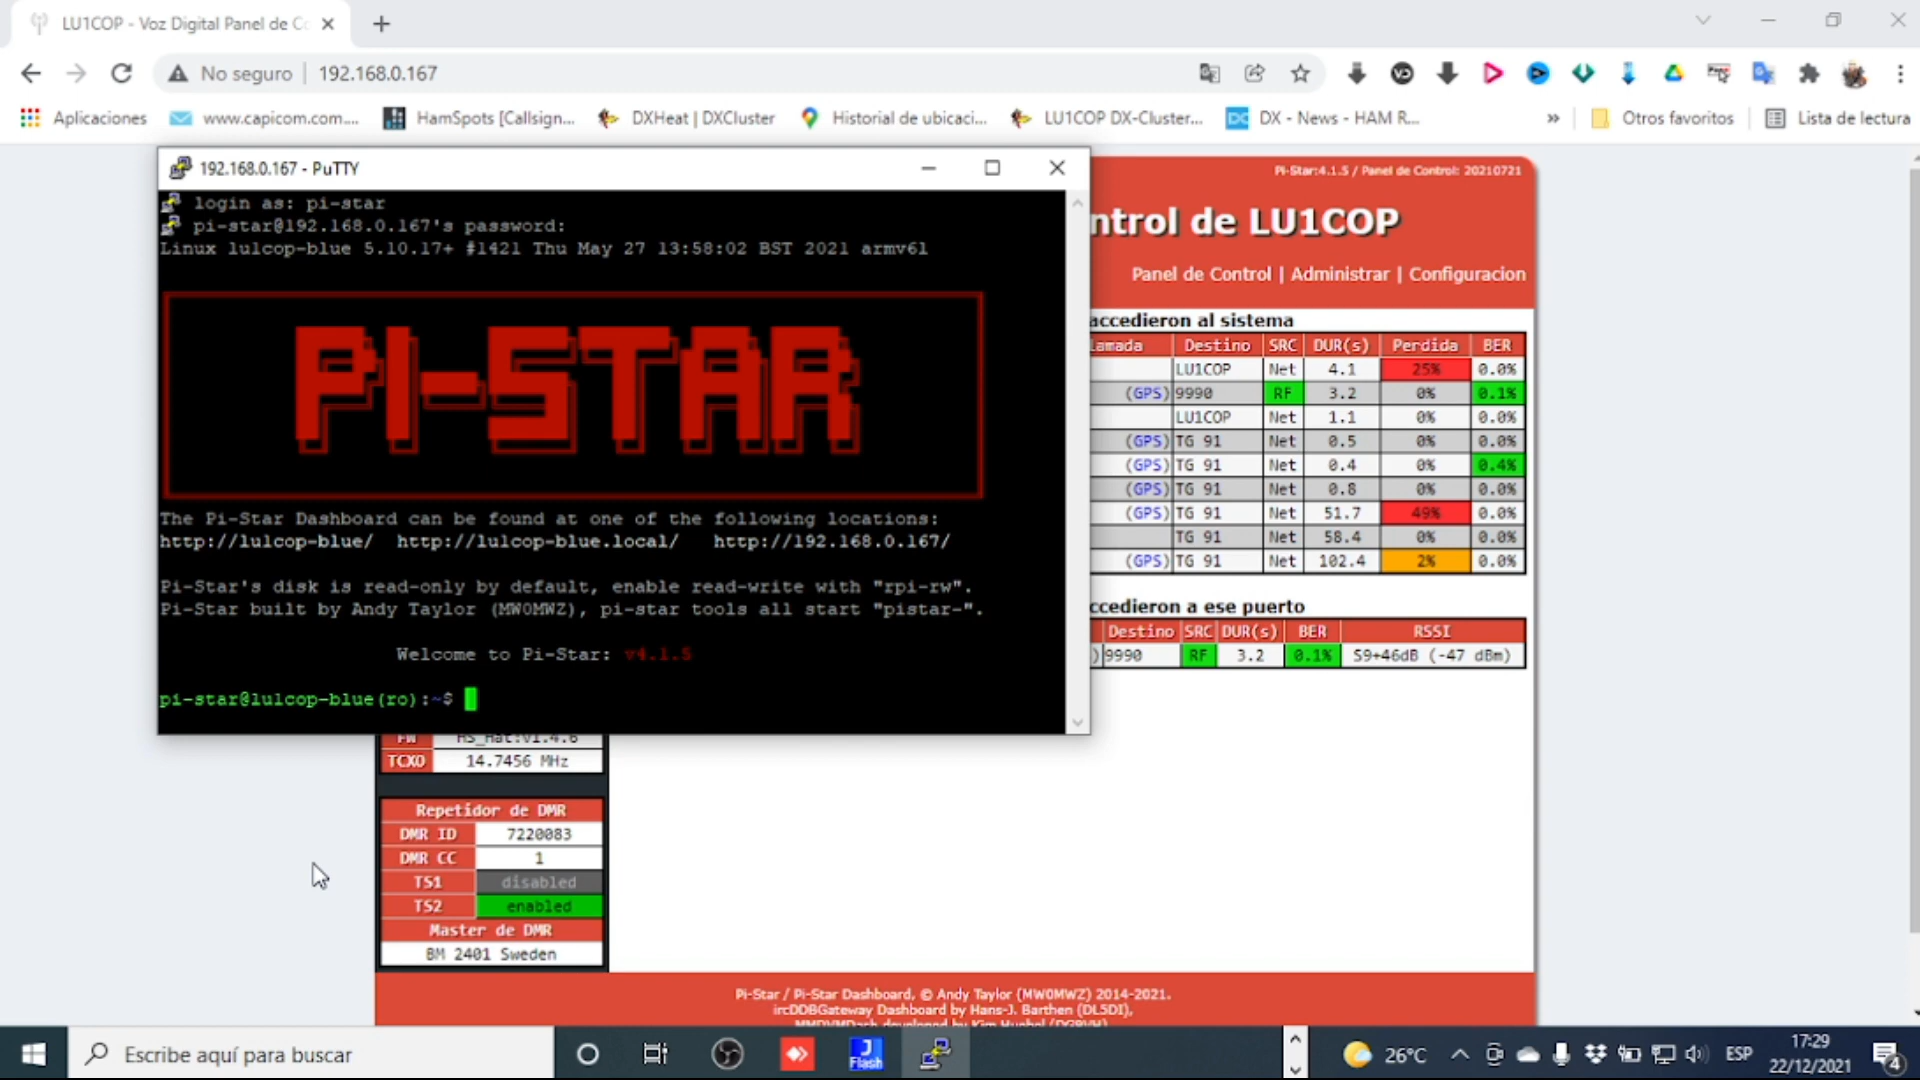 LU1COP - Voz Digital Panel de Co
No seguro
192.168.0.167
Aplicaciones
www.capicom.com....
HamSpots [Callsign...
DXHeat | DXCluster
Historial de ubicaci...
LU1COP DX-Cluster...
DX - News - HAM R...
»
Otros favoritos
Lista de lectura
192.168.0.167 - PuTTY
login as: pi-star
pi-star@192.168.0.167's password:
Linux lu1cop-blue 5.10.17+ #1421 Thu May 27 13:58:02 BST 2021 armv6l
PI-STAR
The Pi-Star Dashboard can be found at one of the following locations:
http://lu1cop-blue/ http://lu1cop-blue.local/ http://192.168.0.167/
Pi-Star's disk is read-only by default, enable read-write with "rpi-rw".
Pi-Star built by Andy Taylor (MW0MWZ), pi-star tools all start "pistar-".
Welcome to Pi-Star: v4.1.5
pi-star@lu1cop-blue(ro):~$
Pi-Star:4.1.5 / Panel de Control: 20210721
ntrol de LU1COP
Panel de Control | Administrar | Configuracion
accedieron al sistema
lamada Destino SRC DUR(s) Perdida BER
LU1COP Net 4.1 25% 0.0%
(GPS) 9990 RF 3.2 0% 0.1%
LU1COP Net 1.1 0% 0.0%
(GPS) TG 91 Net 0.5 0% 0.0%
(GPS) TG 91 Net 0.4 0% 0.4%
(GPS) TG 91 Net 0.8 0% 0.0%
(GPS) TG 91 Net 51.7 49% 0.0%
TG 91 Net 58.4 0% 0.0%
(GPS) TG 91 Net 102.4 2% 0.0%
ccedieron a ese puerto
Destino SRC DUR(s) BER RSSI
) 9990 RF 3.2 0.1% S9+46dB (-47 dBm)
FW HS_Hat:v1.4.6
TCXO 14.7456 MHz
Repetidor de DMR
DMR ID 7220083
DMR CC 1
TS1 disabled
TS2 enabled
Master de DMR
BM 2401 Sweden
Pi-Star / Pi-Star Dashboard, © Andy Taylor (MW0MWZ) 2014-2021.
ircDDBGateway Dashboard by Hans-J. Barthen (DL5DI),
MMDVMDash developed by Kim Huebel (DG9VH)
Escribe aquí para buscar
J
Flash
26°C
ESP
17:29
22/12/2021
4